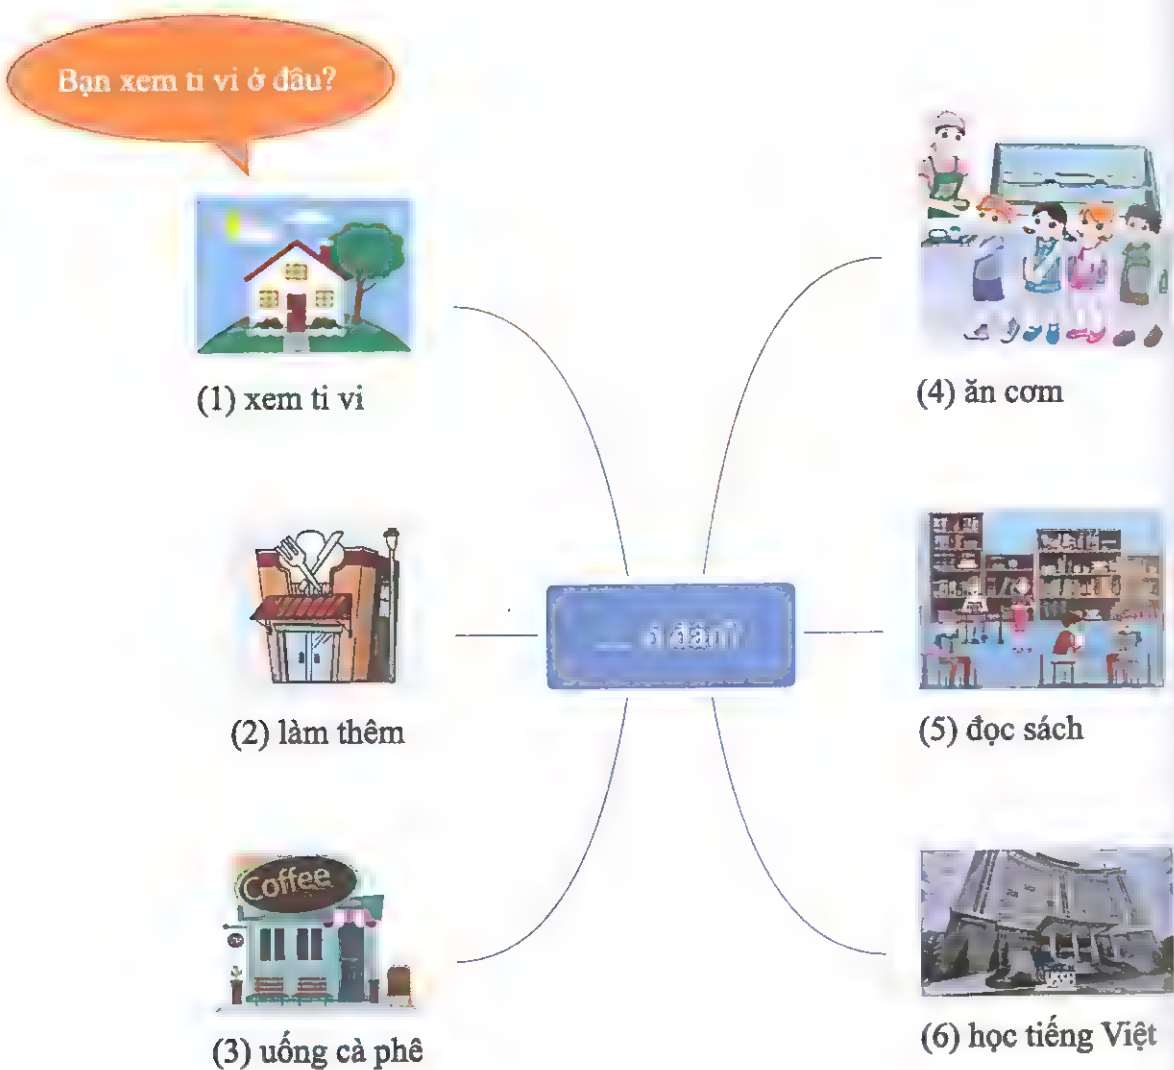 Bạn xem ti vi ở đâu?
(1) xem ti vi
(2) làm thêm
Coffee
(3) uống cà phê
__ ở đâu?
(4) ăn cơm
(5) đọc sách
(6) học tiếng Việt